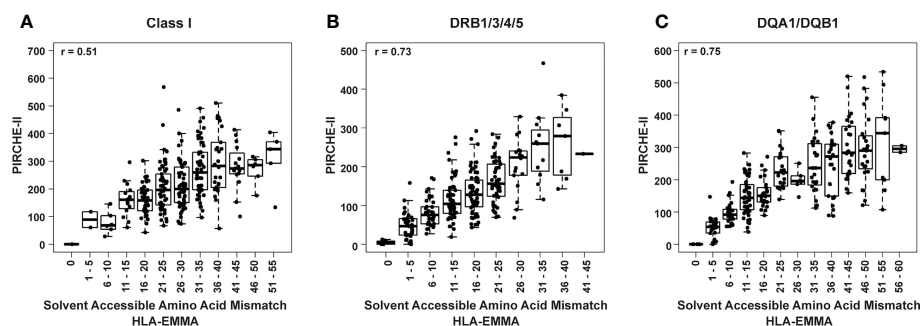 A
Class I
r = 0.51
PIRCHE-II
700
600
500
400
300
200
100
0
0
1 - 5
6 - 10
11 - 15
16 - 20
21 - 25
26 - 30
31 - 35
36 - 40
41 - 45
46 - 50
51 - 55
Solvent Accessible Amino Acid Mismatch
HLA-EMMA
B
DRB1/3/4/5
r = 0.73
PIRCHE-II
500
400
300
200
100
0
0
1 - 5
6 - 10
11 - 15
16 - 20
21 - 25
26 - 30
31 - 35
36 - 40
41 - 45
Solvent Accessible Amino Acid Mismatch
HLA-EMMA
C
DQA1/DQB1
r = 0.75
PIRCHE-II
600
500
400
300
200
100
0
0
1 - 5
6 - 10
11 - 15
16 - 20
21 - 25
26 - 30
31 - 35
36 - 40
41 - 45
46 - 50
51 - 55
56 - 60
Solvent Accessible Amino Acid Mismatch
HLA-EMMA